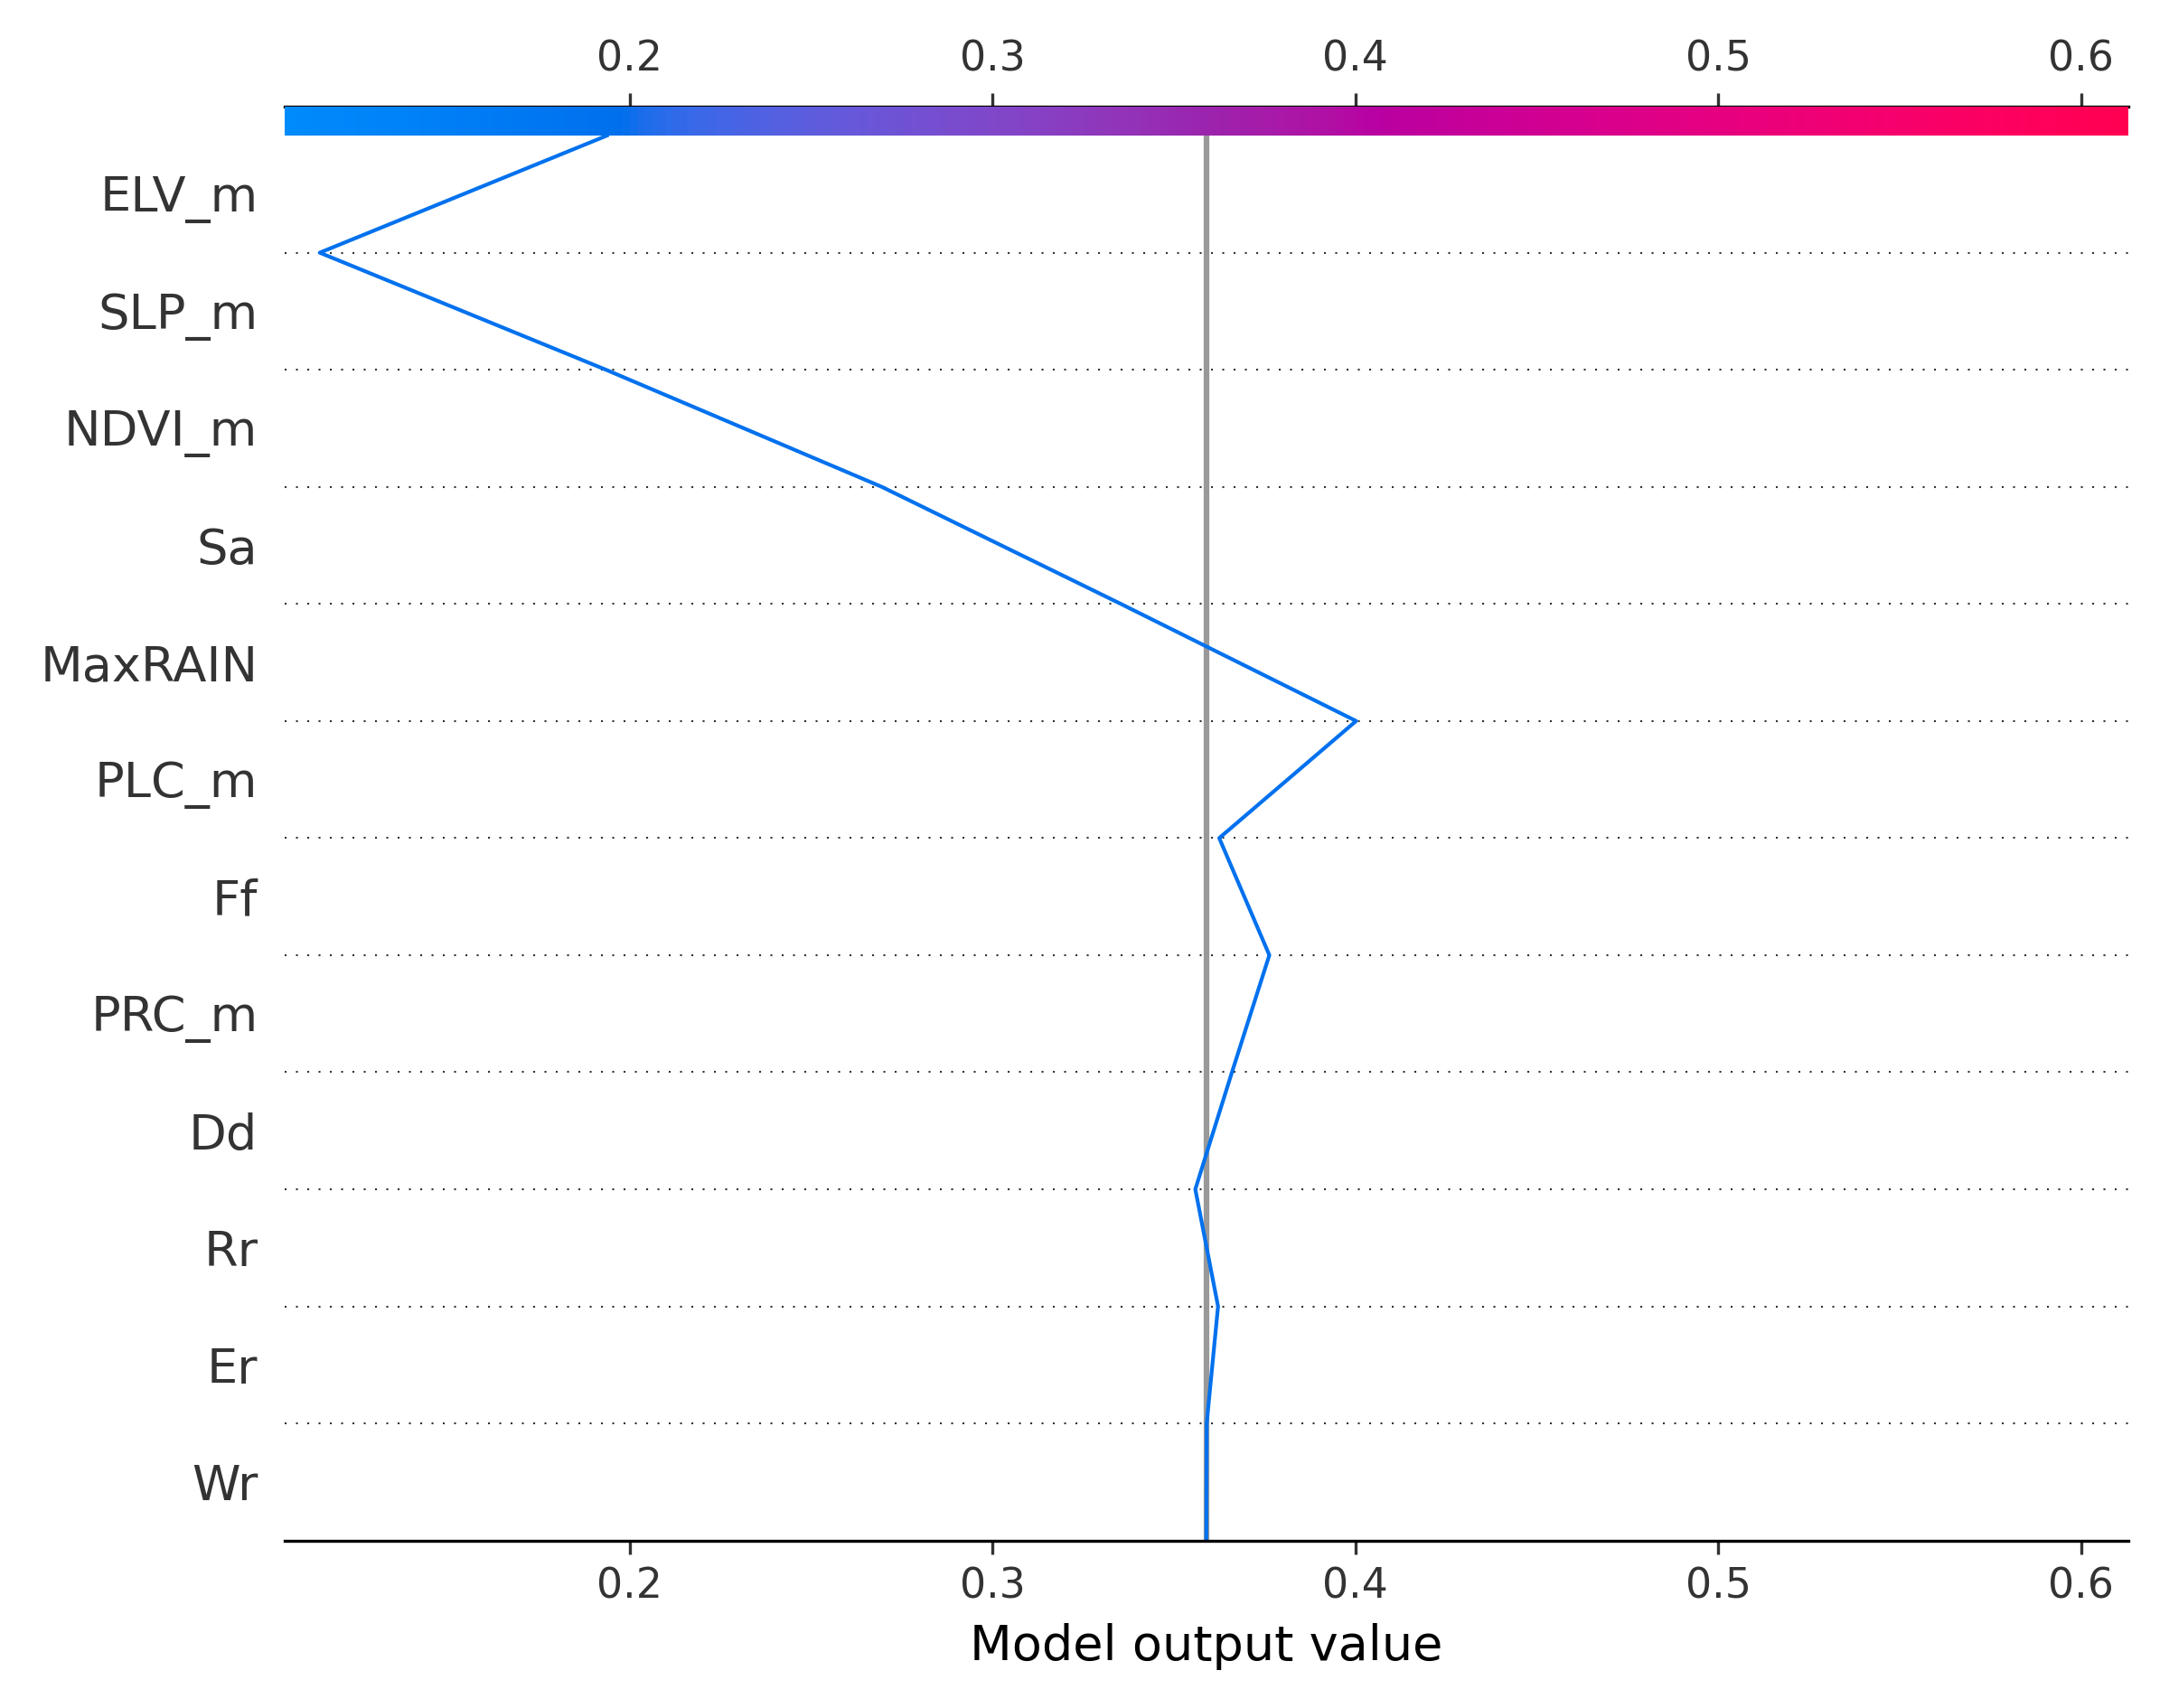 0.2 0.3 0.4 0.5 0.6
ELV_m
SLP_m
NDVI_m
Sa
MaxRAIN
PLC_m
Ff
PRC_m
Dd
Rr
Er
Wr
0.2 0.3 0.4 0.5 0.6
Model output value